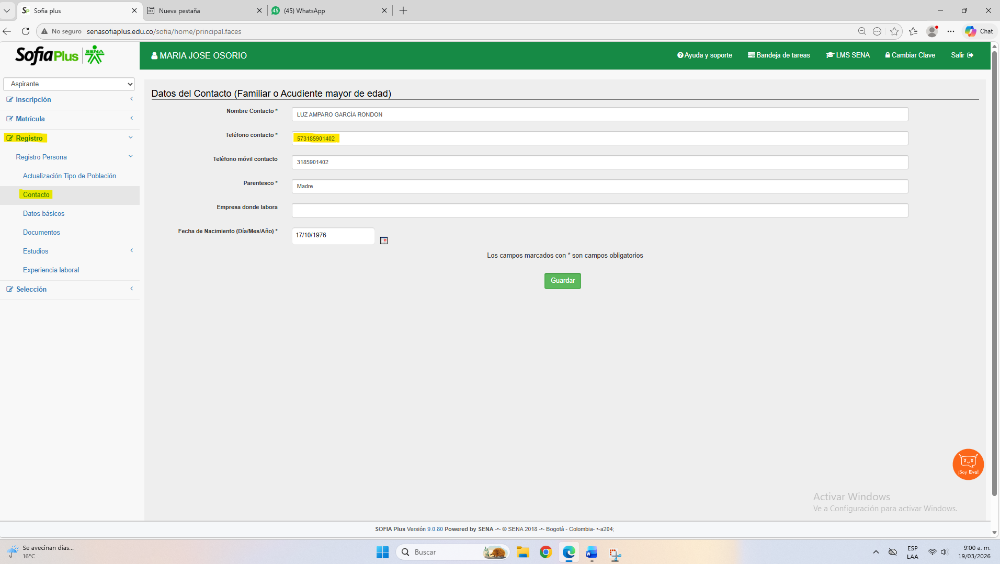 Sofia plus
Nueva pestaña
(45) WhatsApp
No seguro
senasofiaplus.edu.co/sofia/home/principal.faces
Chat
SofiaPlus
SENA
MARIA JOSE OSORIO
Ayuda y soporte
Bandeja de tareas
LMS SENA
Cambiar Clave
Salir
Aspirante
Inscripción
Matrícula
Registro
Registro Persona
Actualización Tipo de Población
Contacto
Datos básicos
Documentos
Estudios
Experiencia laboral
Selección
Datos del Contacto (Familiar o Acudiente mayor de edad)
Nombre Contacto *
LUZ AMPARO GARCÍA RONDON
Teléfono contacto *
573185901402
Teléfono móvil contacto
3185901402
Parentesco *
Madre
Empresa donde labora
Fecha de Nacimiento (Día/Mes/Año) *
17/10/1976
Los campos marcados con * son campos obligatorios
Guardar
¡Soy Eva!
Activar Windows
Ve a Configuración para activar Windows.
SOFIA Plus Versión 9.0.80 Powered by SENA -•- © SENA 2018 -•- Bogotá - Colombia- •-a204;
Se avecinan días...
16°C
Buscar
ESP
LAA
9:00 a. m.
19/03/2026